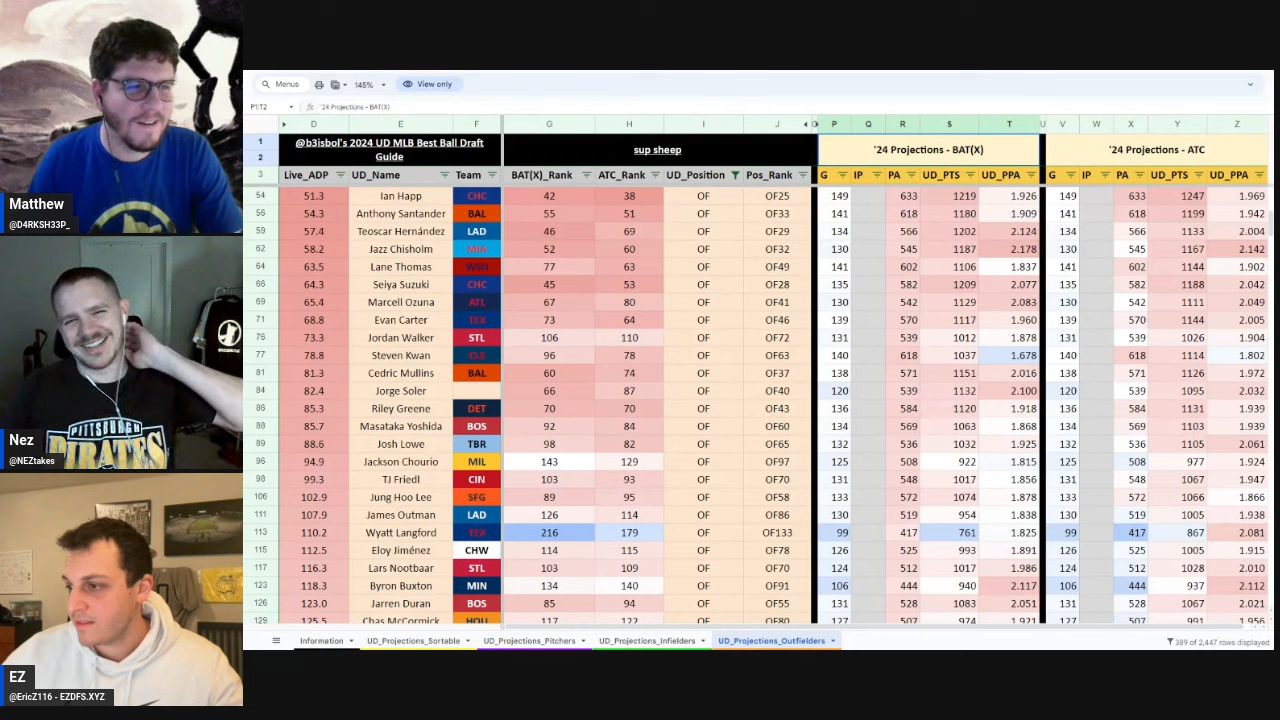 Matthew
@D4RKSH33P_
PITTSBURGH
PIRATES
Nez
@NEZtakes
EZ
@EricZ116 - EZDFS.XYZ
Menus 145% View only
P1:T2 fx '24 Projections - BAT(X)
D E F G H I J P Q R S T U V W X Y Z
1 @b3isbol's 2024 UD MLB Best Ball Draft sup sheep '24 Projections - BAT(X) '24 Projections - ATC
2 Guide
3 Live_ADP UD_Name Team BAT(X)_Rank ATC_Rank UD_Position Pos_Rank G IP PA UD_PTS UD_PPA G IP PA UD_PTS UD_PPA
54 51.3 Ian Happ CHC 42 38 OF OF25 149 633 1219 1.926 149 633 1247 1.969
56 54.3 Anthony Santander BAL 55 51 OF OF33 141 618 1180 1.909 141 618 1199 1.942
59 57.4 Teoscar Hernández LAD 46 69 OF OF29 134 566 1202 2.124 134 566 1133 2.004
62 58.2 Jazz Chisholm MIA 52 60 OF OF32 130 545 1187 2.178 130 545 1167 2.142
64 63.5 Lane Thomas WSN 77 63 OF OF49 141 602 1106 1.837 141 602 1144 1.902
68 64.3 Seiya Suzuki CHC 45 53 OF OF28 135 582 1209 2.077 135 582 1188 2.042
69 65.4 Marcell Ozuna ATL 67 80 OF OF41 130 542 1129 2.083 130 542 1111 2.049
71 68.8 Evan Carter TEX 73 64 OF OF46 139 570 1117 1.960 139 570 1144 2.005
76 73.3 Jordan Walker STL 106 110 OF OF72 131 539 1012 1.878 131 539 1026 1.904
77 78.8 Steven Kwan CLE 96 78 OF OF63 140 618 1037 1.678 140 618 1114 1.802
81 81.3 Cedric Mullins BAL 60 74 OF OF37 138 571 1151 2.016 138 571 1126 1.972
84 82.4 Jorge Soler 66 87 OF OF40 120 539 1132 2.100 120 539 1095 2.032
86 85.3 Riley Greene DET 70 70 OF OF43 136 584 1120 1.918 136 584 1131 1.939
88 85.7 Masataka Yoshida BOS 92 84 OF OF60 134 569 1063 1.868 134 569 1103 1.939
89 88.6 Josh Lowe TBR 98 82 OF OF65 132 536 1032 1.925 132 536 1105 2.061
96 94.9 Jackson Chourio MIL 143 129 OF OF97 125 508 922 1.815 125 508 977 1.924
98 99.3 TJ Friedl CIN 103 93 OF OF70 131 548 1017 1.856 131 548 1067 1.947
106 102.9 Jung Hoo Lee SFG 89 95 OF OF58 133 572 1074 1.878 133 572 1066 1.866
111 107.9 James Outman LAD 126 114 OF OF86 130 519 954 1.838 130 519 1005 1.938
113 110.2 Wyatt Langford TEX 216 179 OF OF133 99 417 761 1.825 99 417 867 2.081
115 112.5 Eloy Jiménez CHW 114 115 OF OF78 126 525 993 1.891 126 525 1005 1.915
117 116.3 Lars Nootbaar STL 103 109 OF OF70 124 512 1017 1.986 124 512 1028 2.010
123 118.3 Byron Buxton MIN 134 140 OF OF91 106 444 940 2.117 106 444 937 2.112
126 123.0 Jarren Duran BOS 85 94 OF OF55 131 528 1083 2.051 131 528 1067 2.021
129 125.5 Chas McCormick HOU 117 122 OF OF80 127 507 974 1.921 127 507 991 1.956
Information UD_Projections_Sortable UD_Projections_Pitchers UD_Projections_Infielders UD_Projections_Outfielders 389 of 2,447 rows displayed